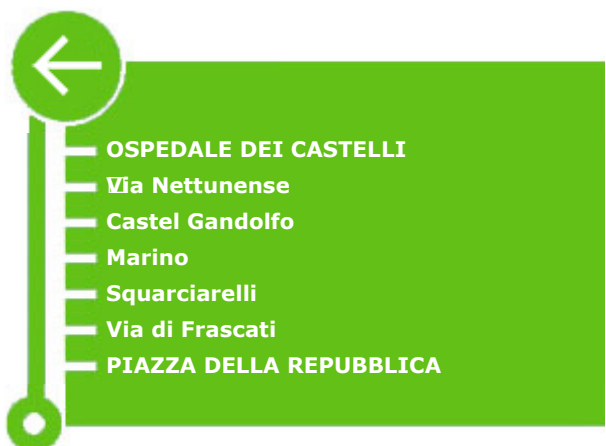 OSPEDALE DEI CASTELLI
Via Nettunense
Castel Gandolfo
Marino
Squarciarelli
Via di Frascati
PIAZZA DELLA REPUBBLICA